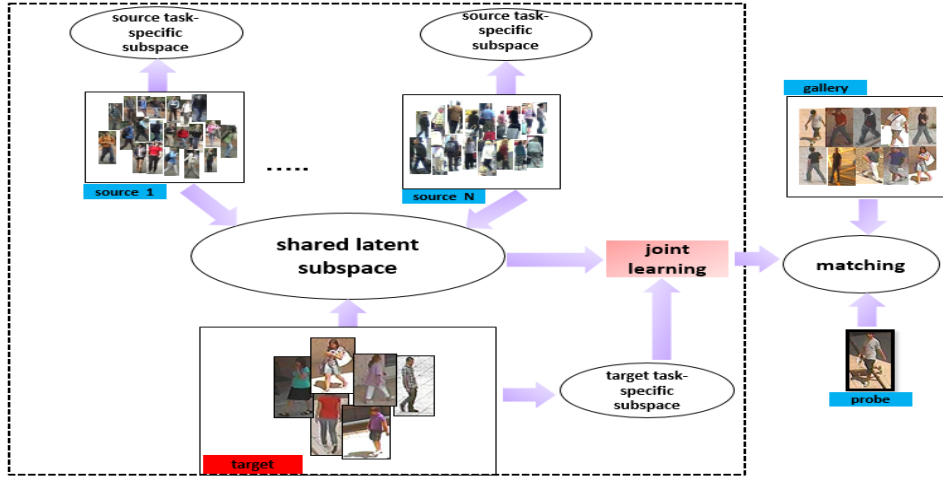 source task-
specific
subspace
source task-
specific
subspace
source 1
.....
source N
gallery
shared latent
subspace
joint
learning
matching
target task-
specific
subspace
target
probe